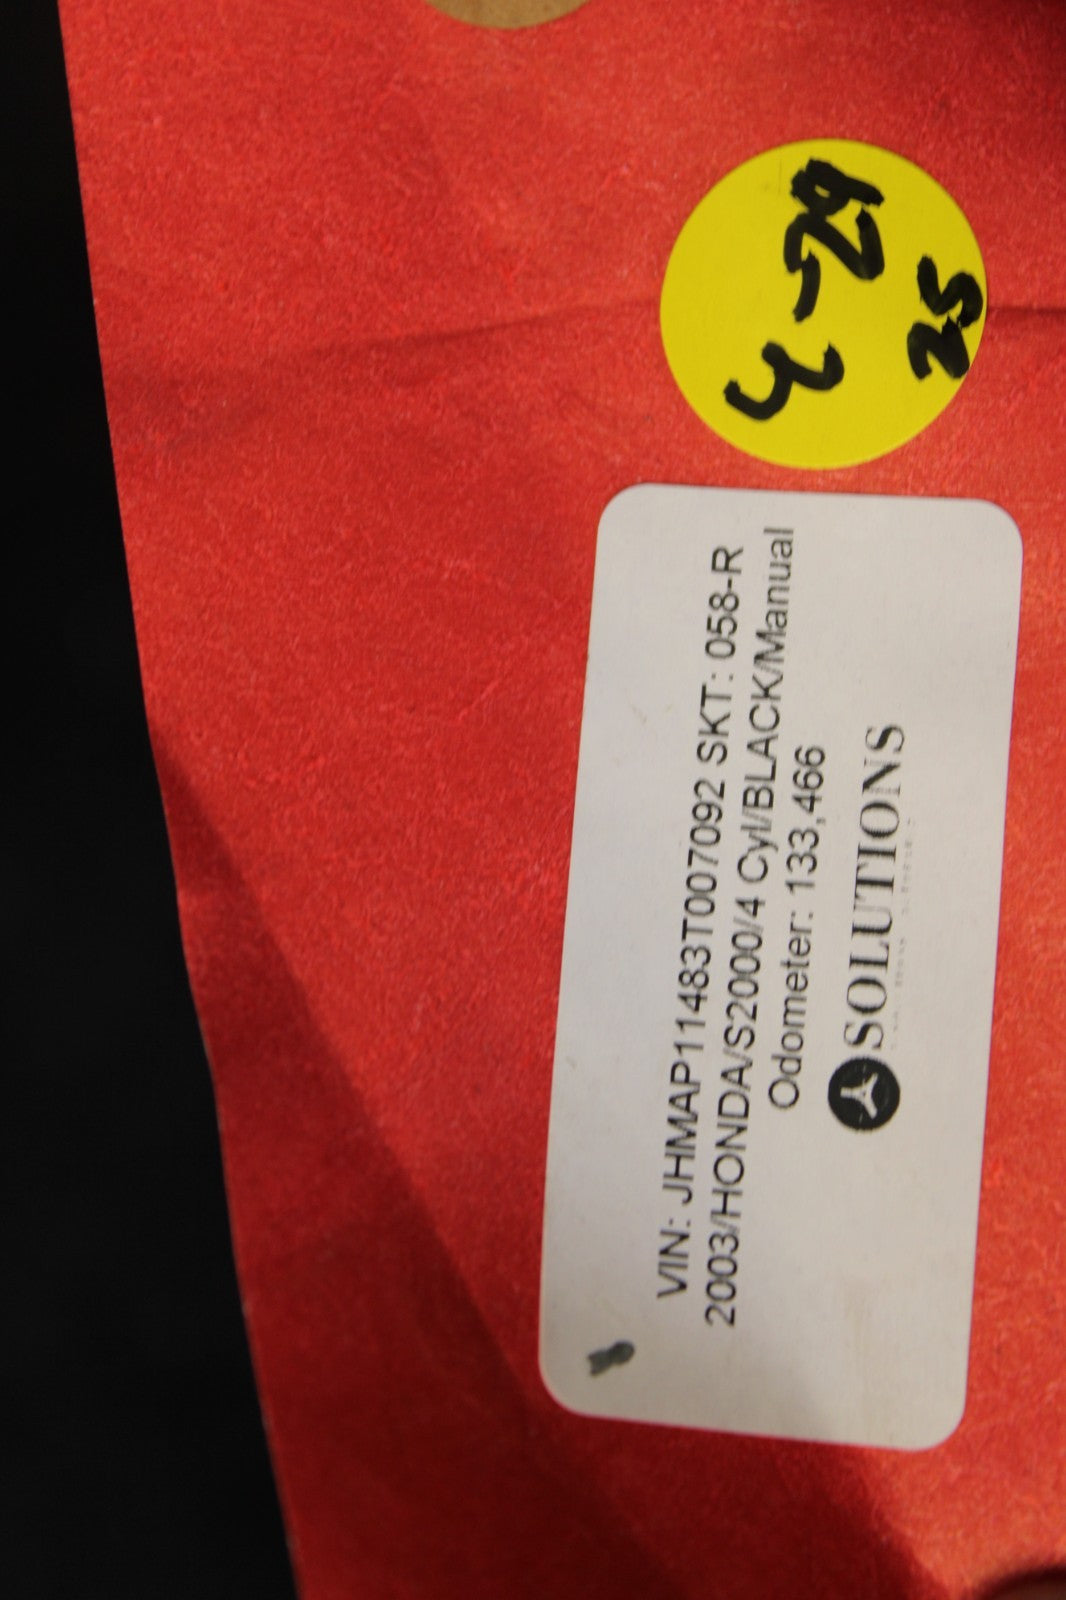 4-29
25
VIN: JHMAP11483T007092 SKT: 058-R
2003/HONDA/S2000/4 Cyl/BLACK/Manual
Odometer: 133,466
SOLUTIONS